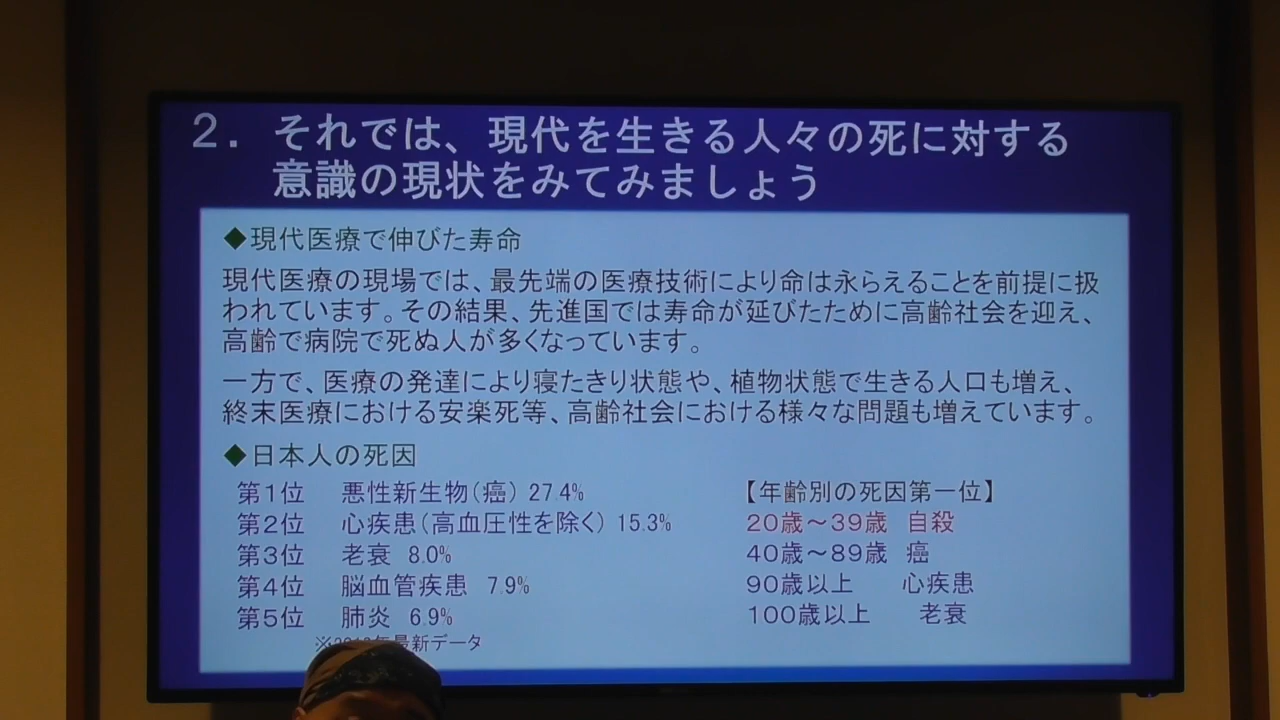 2. それでは、現代を生きる人々の死に対する
意識の現状をみてみましょう
◆現代医療で伸びた寿命
現代医療の現場では、最先端の医療技術により命は永らえることを前提に扱
われています。その結果、先進国では寿命が延びたために高齢社会を迎え、
高齢で病院で死ぬ人が多くなっています。
一方で、医療の発達により寝たきり状態や、植物状態で生きる人口も増え、
終末医療における安楽死等、高齢社会における様々な問題も増えています。
◆日本人の死因
第1位 悪性新生物(癌) 27.4%
第2位 心疾患(高血圧性を除く) 15.3%
第3位 老衰 8.0%
第4位 脳血管疾患 7.9%
第5位 肺炎 6.9%
※ 年最新データ
【年齢別の死因第一位】
20歳～39歳 自殺
40歳～89歳 癌
90歳以上 心疾患
100歳以上 老衰